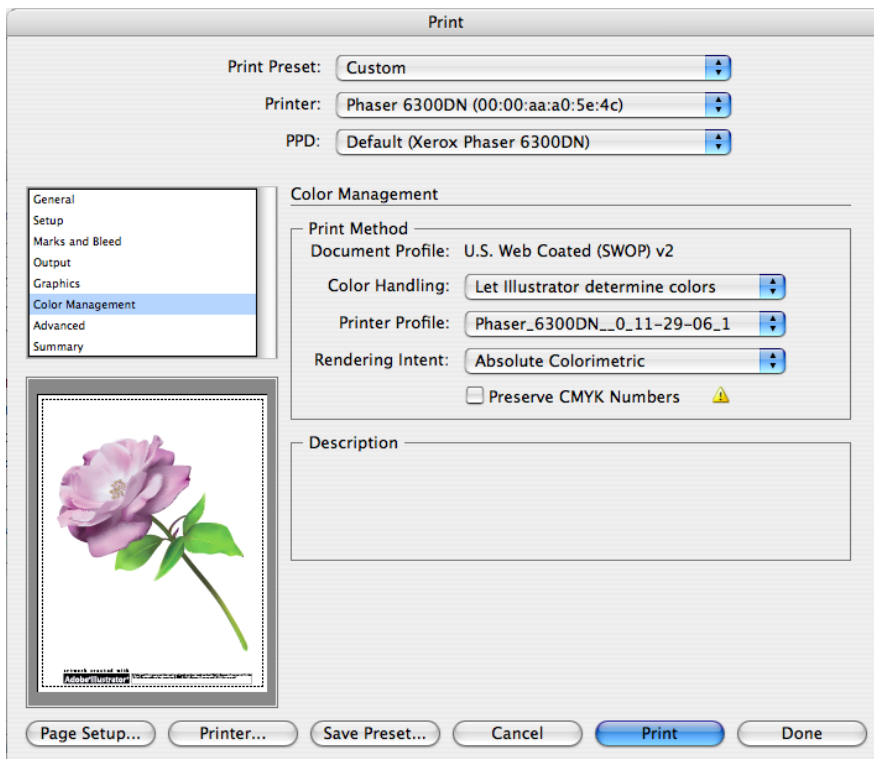 Print
Print Preset: Custom
Printer: Phaser 6300DN (00:00:aa:a0:5e:4c)
PPD: Default (Xerox Phaser 6300DN)
General
Setup
Marks and Bleed
Output
Graphics
Color Management
Advanced
Summary
Color Management
Print Method
Document Profile: U.S. Web Coated (SWOP) v2
Color Handling: Let Illustrator determine colors
Printer Profile: Phaser_6300DN__0_11-29-06_1
Rendering Intent: Absolute Colorimetric
Preserve CMYK Numbers
Description
artwork created with
Adobe Illustrator
Page Setup... Printer... Save Preset... Cancel Print Done